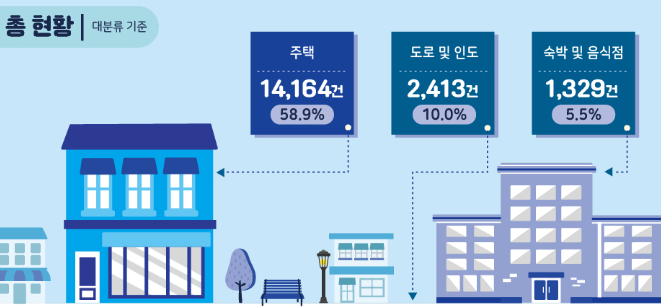 총 현황 대분류 기준
주택
14,164건
58.9%
도로 및 인도
2,413건
10.0%
숙박 및 음식점
1,329건
5.5%